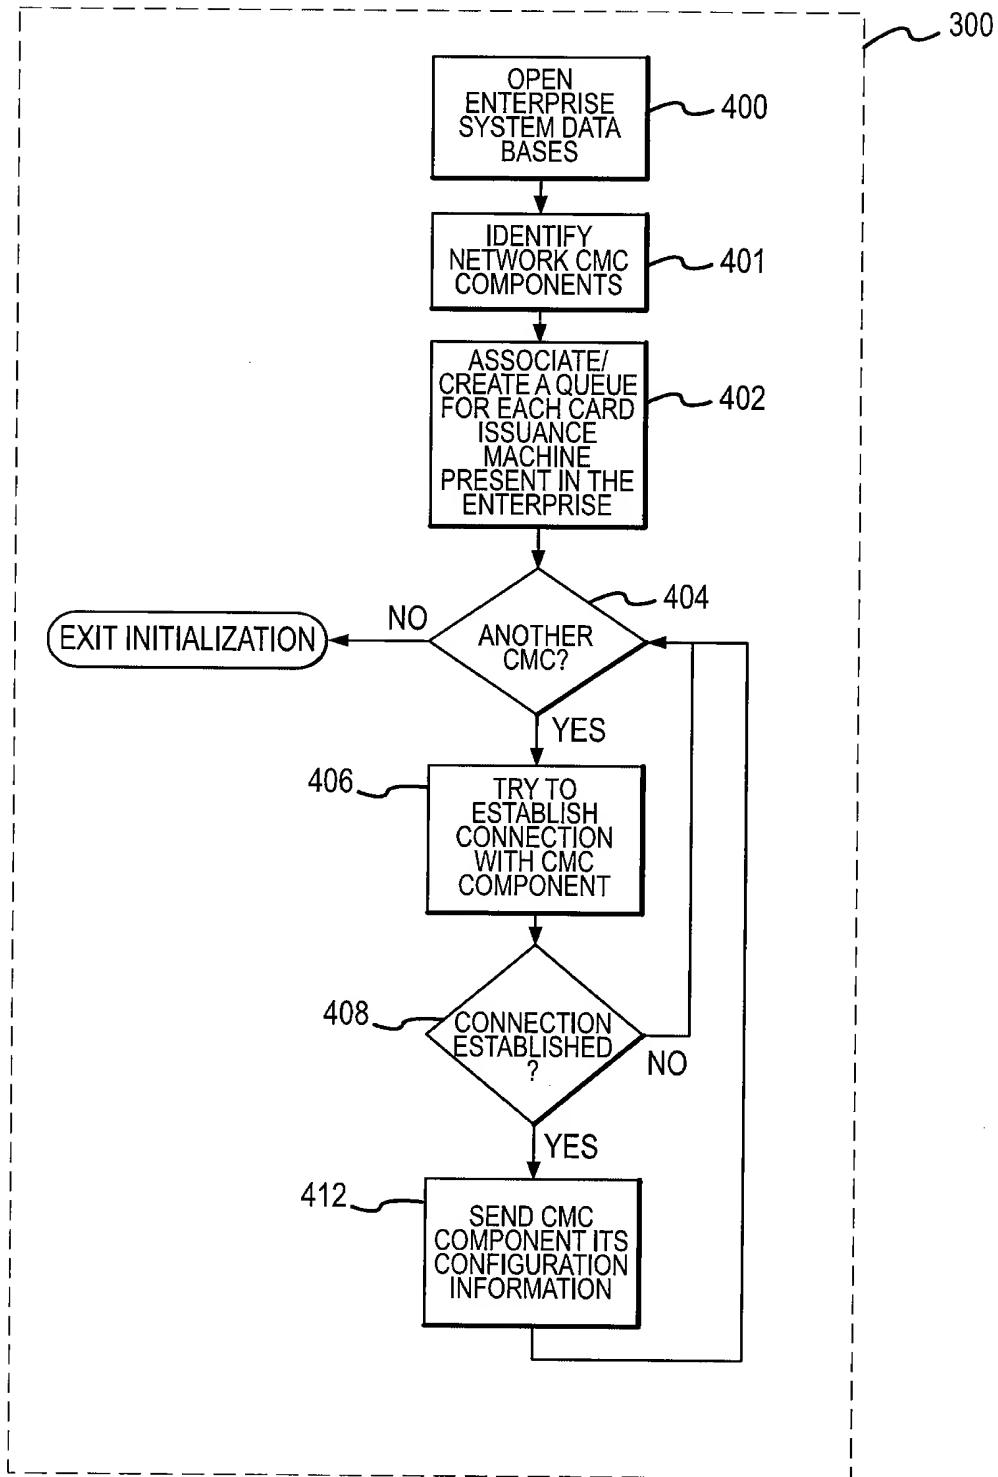 300
OPEN
ENTERPRISE
SYSTEM DATA
BASES
400
IDENTIFY
NETWORK CMC
COMPONENTS
401
ASSOCIATE/
CREATE A QUEUE
FOR EACH CARD
ISSUANCE
MACHINE
PRESENT IN THE
ENTERPRISE
402
404
NO
EXIT INITIALIZATION
ANOTHER
CMC?
YES
406
TRY TO
ESTABLISH
CONNECTION
WITH CMC
COMPONENT
408
CONNECTION
ESTABLISHED
?
NO
YES
412
SEND CMC
COMPONENT ITS
CONFIGURATION
INFORMATION